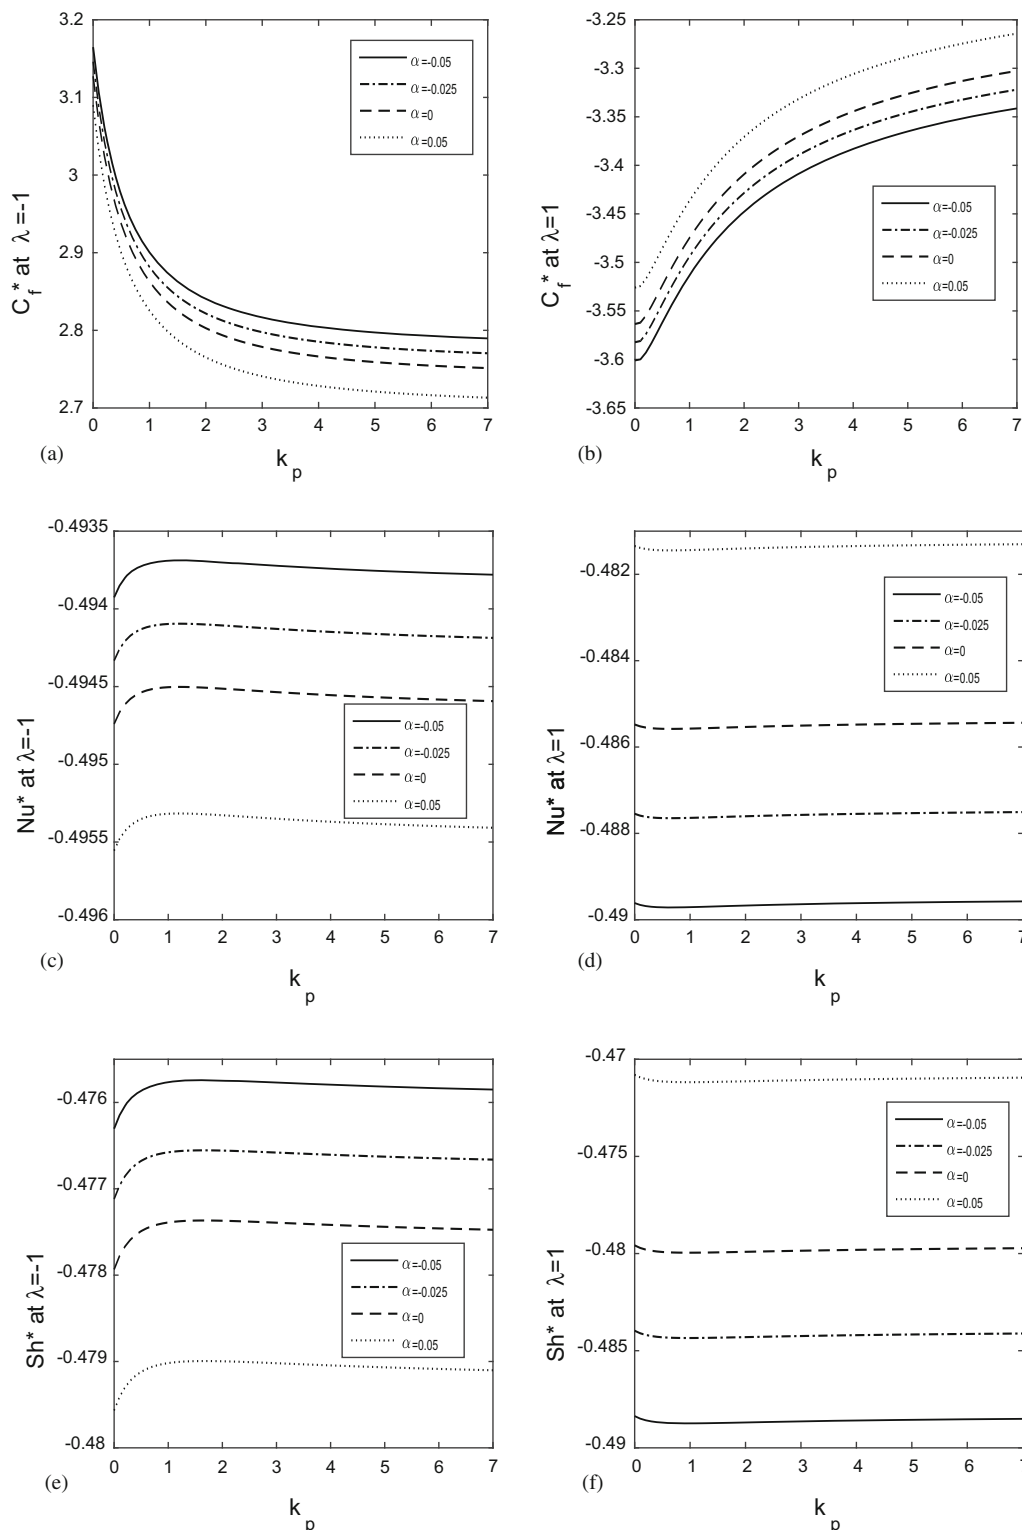 3.2
3.1
3
2.9
2.8
2.7
C_f* at λ=-1
α=-0.05
α=-0.025
α=0
α=0.05
0 1 2 3 4 5 6 7
(a)
k_p
-3.25
-3.3
-3.35
-3.4
-3.45
-3.5
-3.55
-3.6
-3.65
C_f* at λ=1
α=-0.05
α=-0.025
α=0
α=0.05
0 1 2 3 4 5 6 7
(b)
k_p
-0.4935
-0.494
-0.4945
-0.495
-0.4955
-0.496
Nu* at λ=-1
α=-0.05
α=-0.025
α=0
α=0.05
0 1 2 3 4 5 6 7
(c)
k_p
-0.482
-0.484
-0.486
-0.488
-0.49
Nu* at λ=1
α=-0.05
α=-0.025
α=0
α=0.05
0 1 2 3 4 5 6 7
(d)
k_p
-0.476
-0.477
-0.478
-0.479
-0.48
Sh* at λ=-1
α=-0.05
α=-0.025
α=0
α=0.05
0 1 2 3 4 5 6 7
(e)
k_p
-0.47
-0.475
-0.48
-0.485
-0.49
Sh* at λ=1
α=-0.05
α=-0.025
α=0
α=0.05
0 1 2 3 4 5 6 7
(f)
k_p